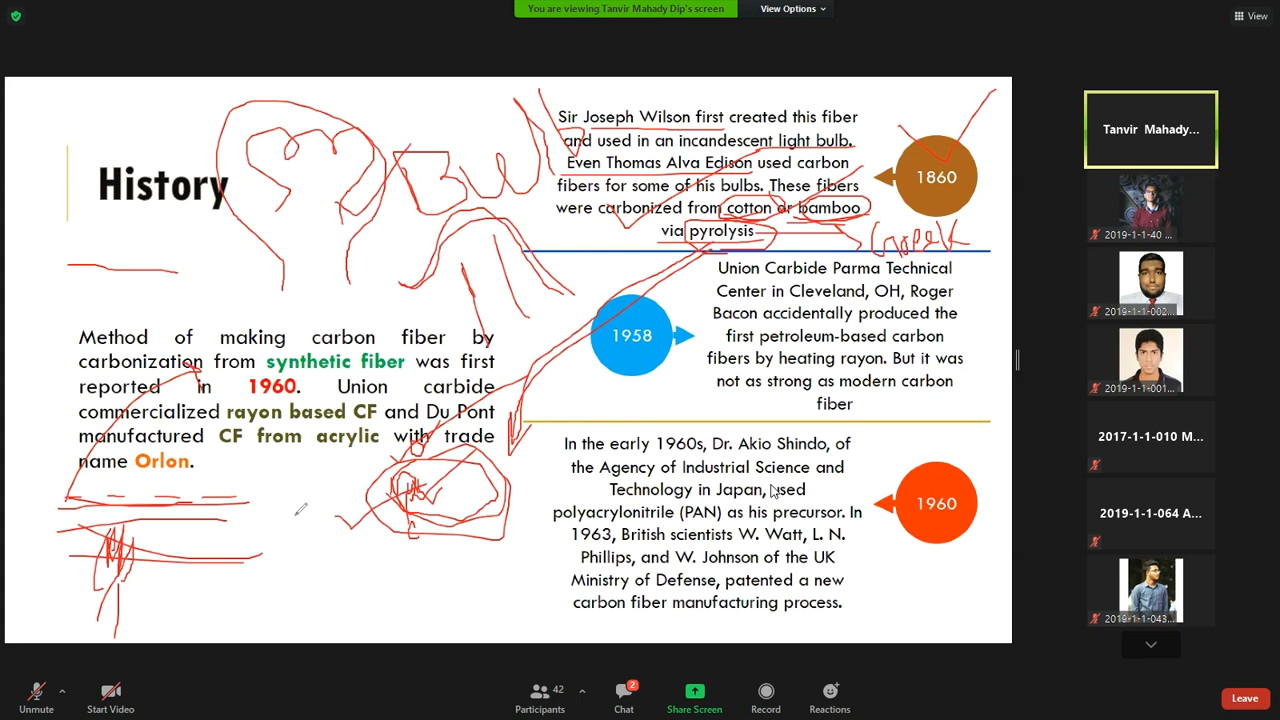 You are viewing Tanvir Mahady Dip's screen
View Options
View
History
Method of making carbon fiber by
carbonization from synthetic fiber was first
reported in 1960. Union carbide
commercialized rayon based CF and Du Pont
manufactured CF from acrylic with trade
name Orlon.
Sir Joseph Wilson first created this fiber
and used in an incandescent light bulb.
Even Thomas Alva Edison used carbon
fibers for some of his bulbs. These fibers
were carbonized from cotton or bamboo
via pyrolysis
1860
Union Carbide Parma Technical
Center in Cleveland, OH, Roger
Bacon accidentally produced the
first petroleum-based carbon
fibers by heating rayon. But it was
not as strong as modern carbon
fiber
1958
In the early 1960s, Dr. Akio Shindo, of
the Agency of Industrial Science and
Technology in Japan, used
polyacrylonitrile (PAN) as his precursor. In
1963, British scientists W. Watt, L. N.
Phillips, and W. Johnson of the UK
Ministry of Defense, patented a new
carbon fiber manufacturing process.
1960
Tanvir Mahady...
2019-1-1-40
2019-1-1-002...
2019-1-1-001...
2017-1-1-010 M...
2019-1-1-064 A...
2019-1-1-043...
Unmute
Start Video
42
Participants
2
Chat
Share Screen
Record
Reactions
Leave